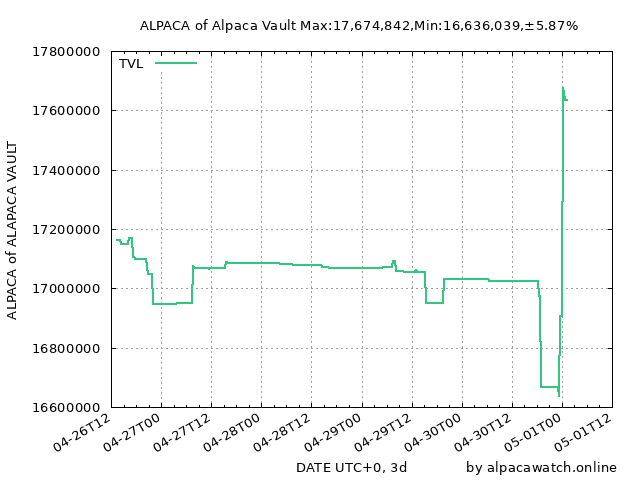 ALPACA of Alpaca Vault Max:17,674,842,Min:16,636,039,±5.87%
TVL
ALPACA of ALAPACA VAULT
17800000
17600000
17400000
17200000
17000000
16800000
16600000
04-26T12
04-27T00
04-27T12
04-28T00
04-28T12
04-29T00
04-29T12
04-30T00
04-30T12
05-01T00
05-01T12
DATE UTC+0, 3d
by alpacawatch.online